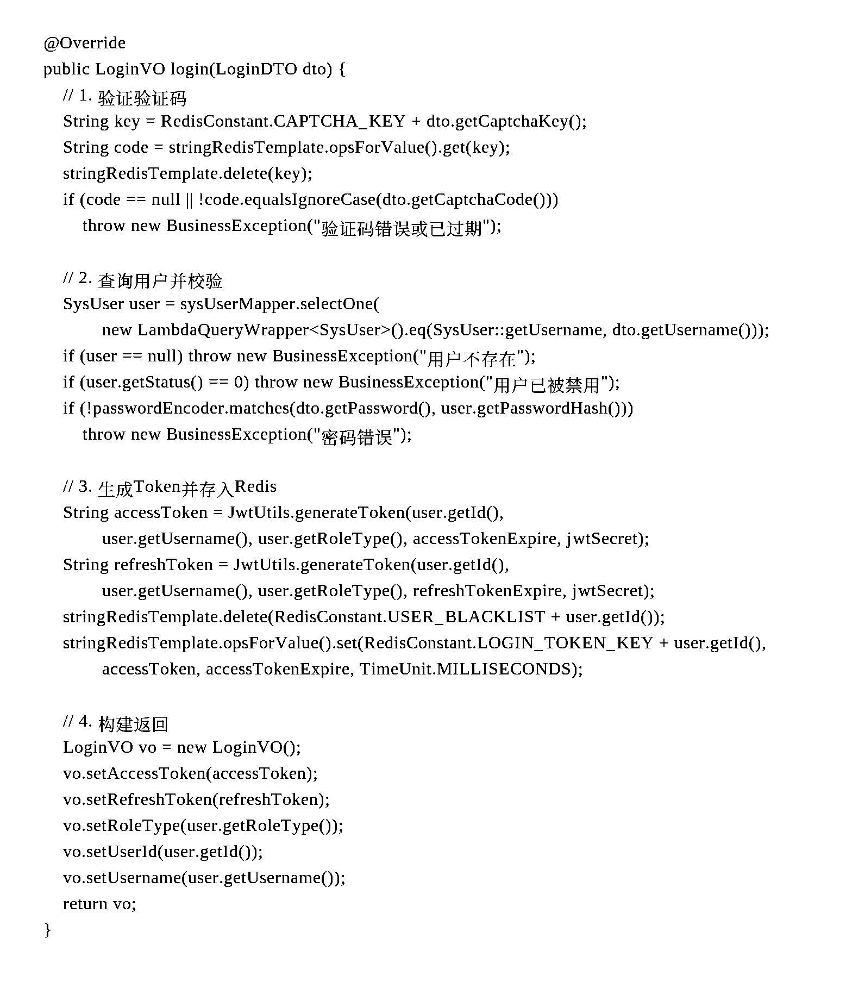 @Override
public LoginVO login(LoginDTO dto) {
    // 1. 验证验证码
    String key = RedisConstant.CAPTCHA_KEY + dto.getCaptchaKey();
    String code = stringRedisTemplate.opsForValue().get(key);
    stringRedisTemplate.delete(key);
    if (code == null || !code.equalsIgnoreCase(dto.getCaptchaCode()))
        throw new BusinessException("验证码错误或已过期");

    // 2. 查询用户并校验
    SysUser user = sysUserMapper.selectOne(
            new LambdaQueryWrapper<SysUser>().eq(SysUser::getUsername, dto.getUsername()));
    if (user == null) throw new BusinessException("用户不存在");
    if (user.getStatus() == 0) throw new BusinessException("用户已被禁用");
    if (!passwordEncoder.matches(dto.getPassword(), user.getPasswordHash()))
        throw new BusinessException("密码错误");

    // 3. 生成Token并存入Redis
    String accessToken = JwtUtils.generateToken(user.getId(),
            user.getUsername(), user.getRoleType(), accessTokenExpire, jwtSecret);
    String refreshToken = JwtUtils.generateToken(user.getId(),
            user.getUsername(), user.getRoleType(), refreshTokenExpire, jwtSecret);
    stringRedisTemplate.delete(RedisConstant.USER_BLACKLIST + user.getId());
    stringRedisTemplate.opsForValue().set(RedisConstant.LOGIN_TOKEN_KEY + user.getId(),
            accessToken, accessTokenExpire, TimeUnit.MILLISECONDS);

    // 4. 构建返回
    LoginVO vo = new LoginVO();
    vo.setAccessToken(accessToken);
    vo.setRefreshToken(refreshToken);
    vo.setRoleType(user.getRoleType());
    vo.setUserId(user.getId());
    vo.setUsername(user.getUsername());
    return vo;
}